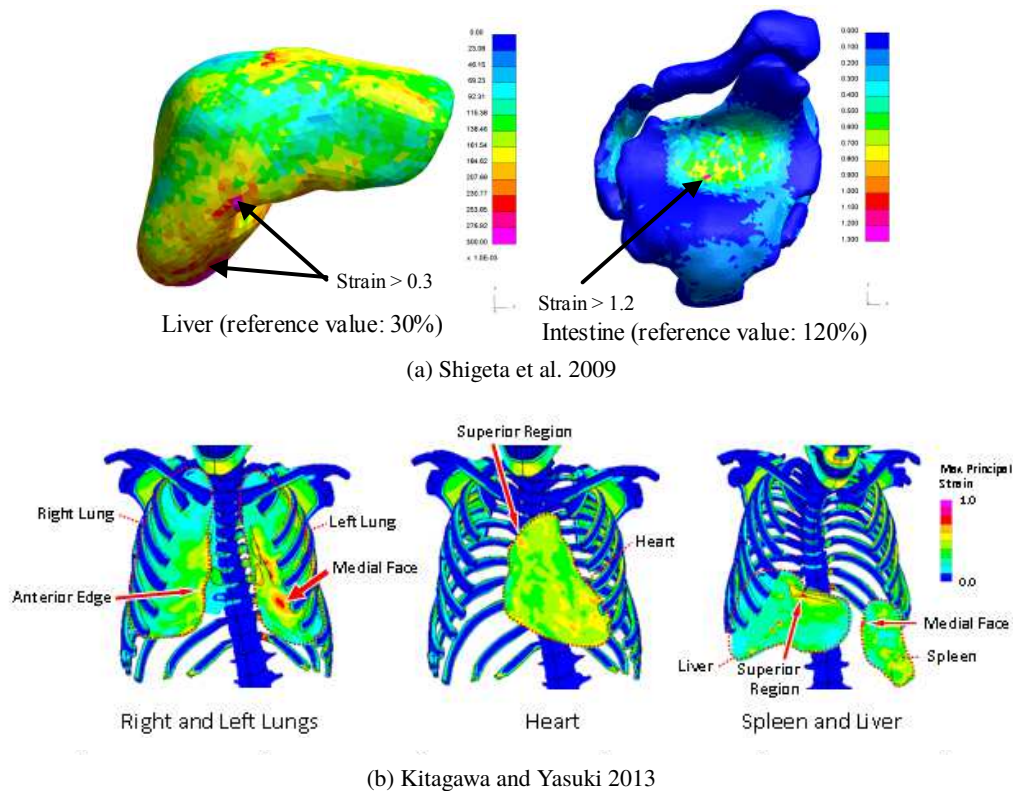 0.00
23.08
46.15
69.23
92.31
115.38
138.46
161.54
184.62
207.69
230.77
253.85
276.92
300.00
< 1.0E-03
Strain > 0.3
Liver (reference value: 30%)
0.000
0.100
0.200
0.300
0.400
0.500
0.600
0.700
0.800
0.900
1.000
1.100
1.200
1.300
Strain > 1.2
Intestine (reference value: 120%)
(a) Shigeta et al. 2009
Right Lung
Left Lung
Medial Face
Anterior Edge
Right and Left Lungs
Superior Region
Heart
Heart
Max. Principal
Strain
1.0
0.0
Medial Face
Spleen
Liver
Superior
Region
Spleen and Liver
(b) Kitagawa and Yasuki 2013